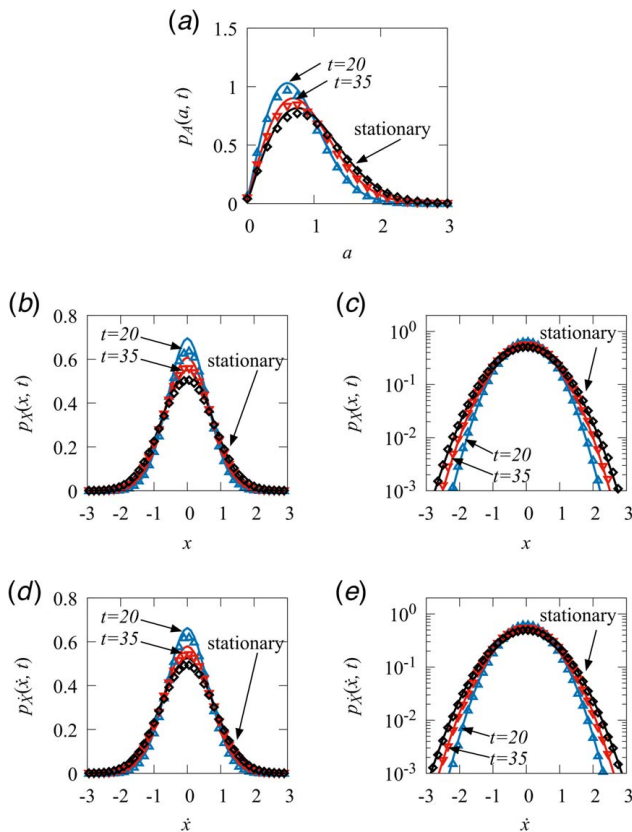 (a)
1.5
1
0.5
0
p_A(a, t)
t=20
t=35
stationary
0 1 2 3
a
(b)
0.8
0.6
0.4
0.2
0
p_X(x, t)
t=20
t=35
stationary
-3 -2 -1 0 1 2 3
x
(c)
10^0
10^-1
10^-2
10^-3
p_X(x, t)
stationary
t=20
t=35
-3 -2 -1 0 1 2 3
x
(d)
0.8
0.6
0.4
0.2
0
p_Ẋ(ẋ, t)
t=20
t=35
stationary
-3 -2 -1 0 1 2 3
ẋ
(e)
10^0
10^-1
10^-2
10^-3
p_Ẋ(ẋ, t)
stationary
t=20
t=35
-3 -2 -1 0 1 2 3
ẋ